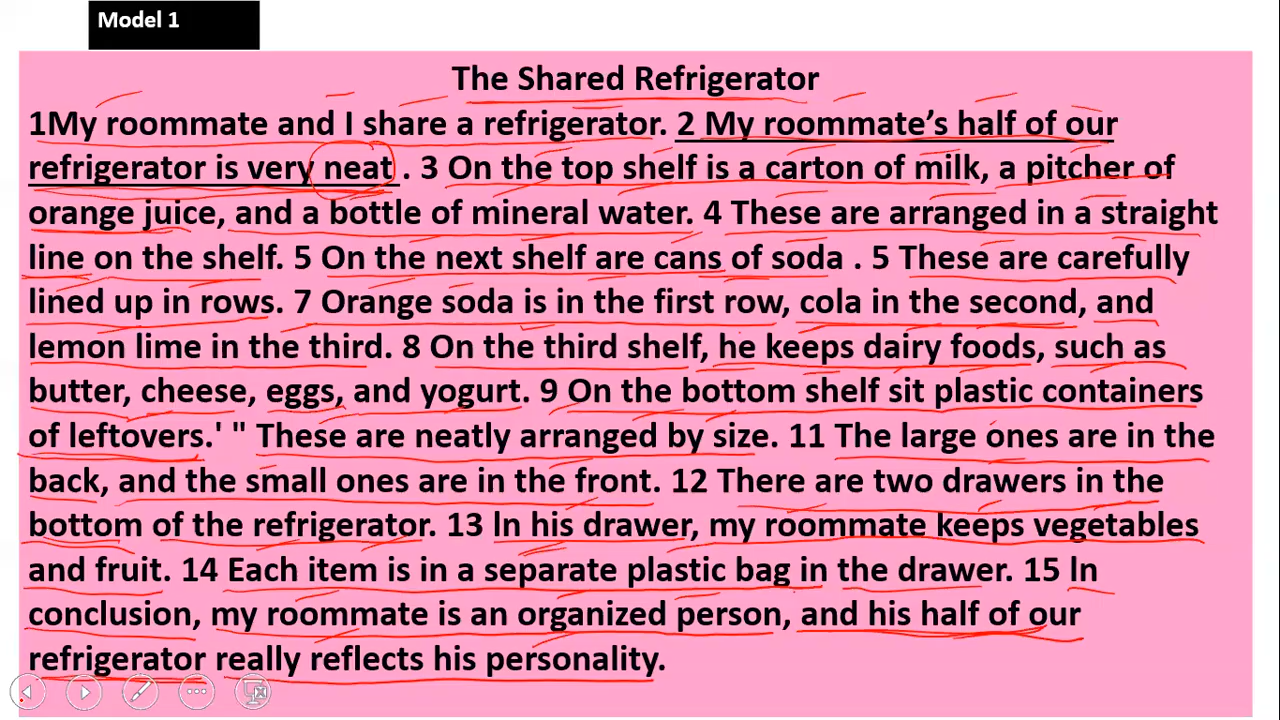 Model 1
The Shared Refrigerator
1My roommate and I share a refrigerator. 2 My roommate’s half of our
refrigerator is very neat . 3 On the top shelf is a carton of milk, a pitcher of
orange juice, and a bottle of mineral water. 4 These are arranged in a straight
line on the shelf. 5 On the next shelf are cans of soda . 5 These are carefully
lined up in rows. 7 Orange soda is in the first row, cola in the second, and
lemon lime in the third. 8 On the third shelf, he keeps dairy foods, such as
butter, cheese, eggs, and yogurt. 9 On the bottom shelf sit plastic containers
of leftovers.' " These are neatly arranged by size. 11 The large ones are in the
back, and the small ones are in the front. 12 There are two drawers in the
bottom of the refrigerator. 13 ln his drawer, my roommate keeps vegetables
and fruit. 14 Each item is in a separate plastic bag in the drawer. 15 ln
conclusion, my roommate is an organized person, and his half of our
refrigerator really reflects his personality.